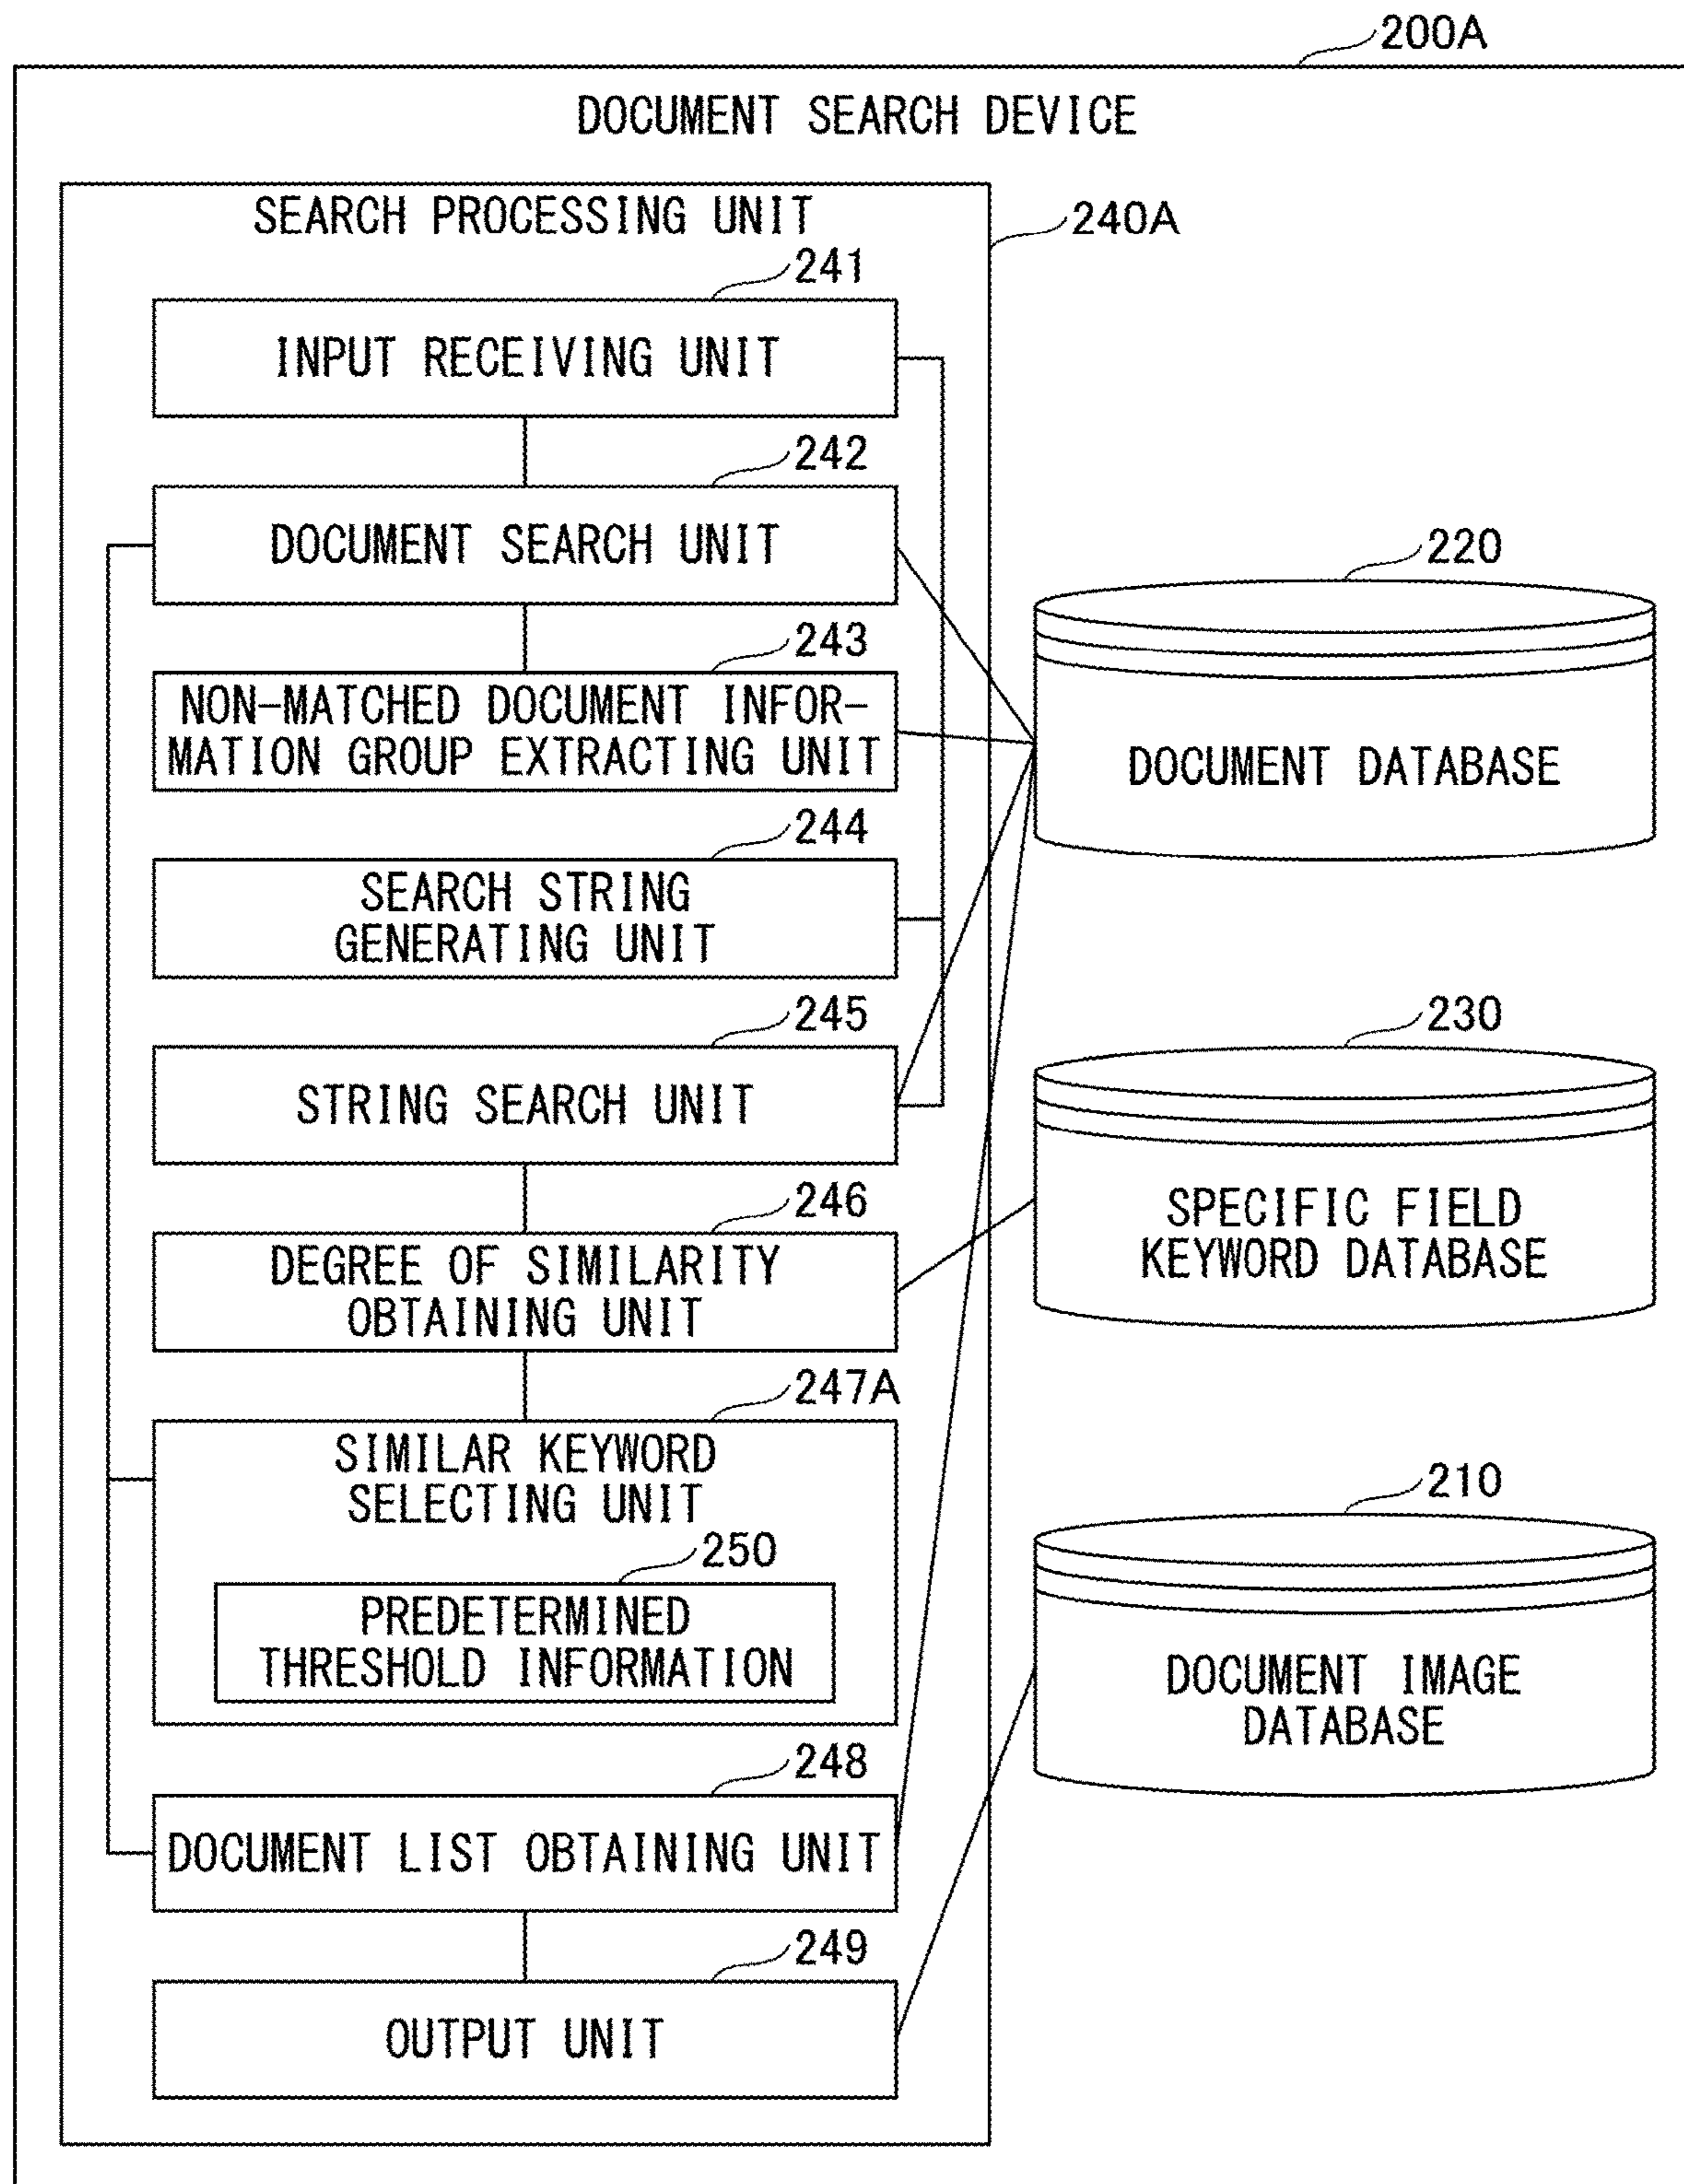 200A
DOCUMENT SEARCH DEVICE
SEARCH PROCESSING UNIT
240A
241
INPUT RECEIVING UNIT
242
DOCUMENT SEARCH UNIT
243
NON-MATCHED DOCUMENT INFOR-
MATION GROUP EXTRACTING UNIT
244
SEARCH STRING
GENERATING UNIT
245
STRING SEARCH UNIT
246
DEGREE OF SIMILARITY
OBTAINING UNIT
247A
SIMILAR KEYWORD
SELECTING UNIT
250
PREDETERMINED
THRESHOLD INFORMATION
248
DOCUMENT LIST OBTAINING UNIT
249
OUTPUT UNIT
220
DOCUMENT DATABASE
230
SPECIFIC FIELD
KEYWORD DATABASE
210
DOCUMENT IMAGE
DATABASE